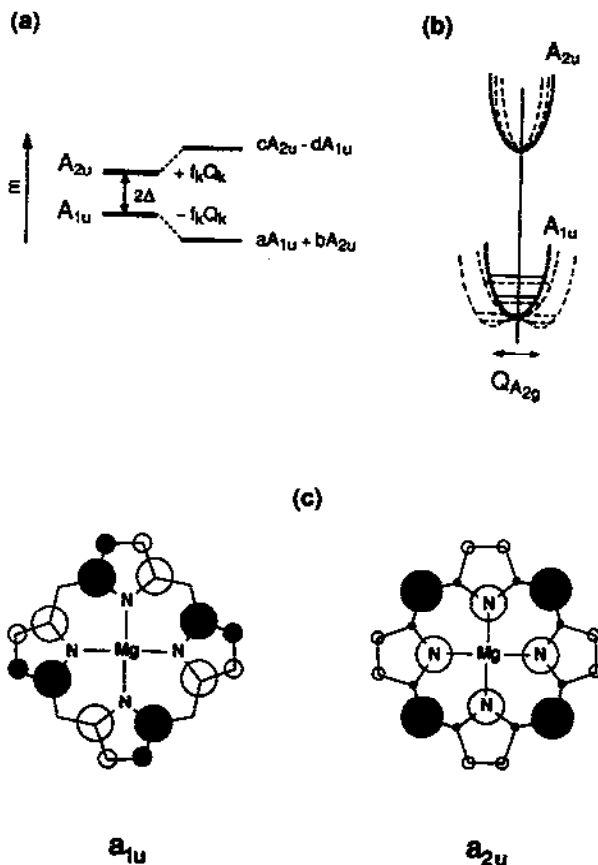 (a)
E
A2u
A1u
+ fkQk
2Δ
− fkQk
cA2u - dA1u
aA1u + bA2u
(b)
A2u
A1u
QA2g
(c)
N
N Mg N
N
N
N Mg N
N
a1u
a2u